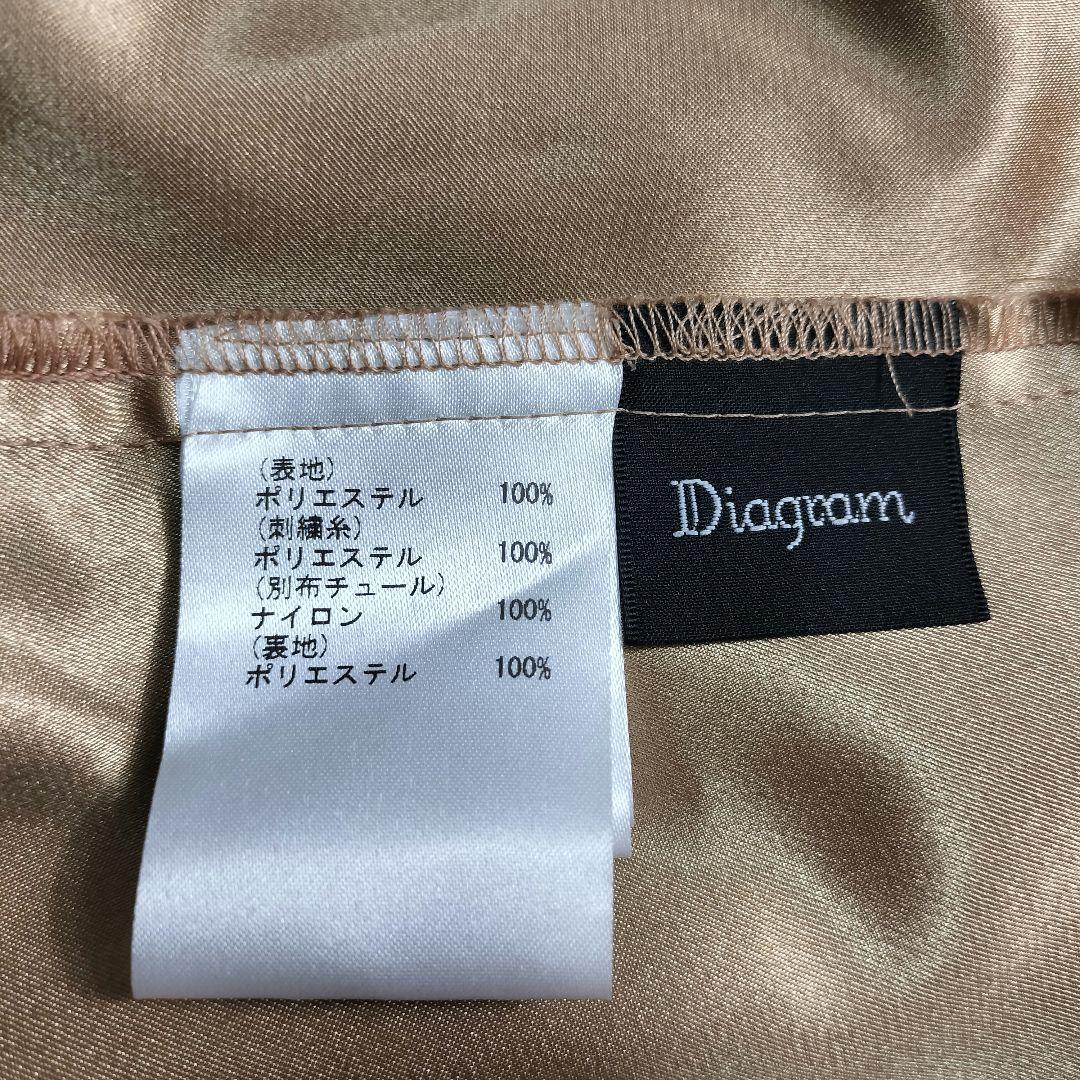 (表地)
ポリエステル 100%
(刺繍糸)
ポリエステル 100%
(別布チュール)
ナイロン 100%
(裏地)
ポリエステル 100%
Diagram